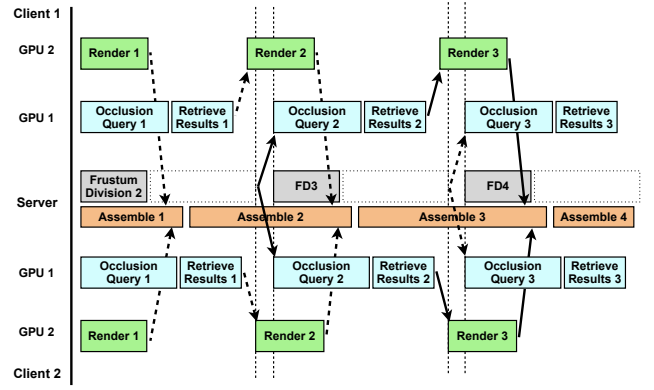 Client 1
GPU 2
Render 1
Render 2
Render 3
GPU 1
Occlusion
Query 1
Retrieve
Results 1
Occlusion
Query 2
Retrieve
Results 2
Occlusion
Query 3
Retrieve
Results 3
Server
Frustum
Division 2
FD3
FD4
Assemble 1
Assemble 2
Assemble 3
Assemble 4
GPU 1
Occlusion
Query 1
Retrieve
Results 1
Occlusion
Query 2
Retrieve
Results 2
Occlusion
Query 3
Retrieve
Results 3
GPU 2
Render 1
Render 2
Render 3
Client 2